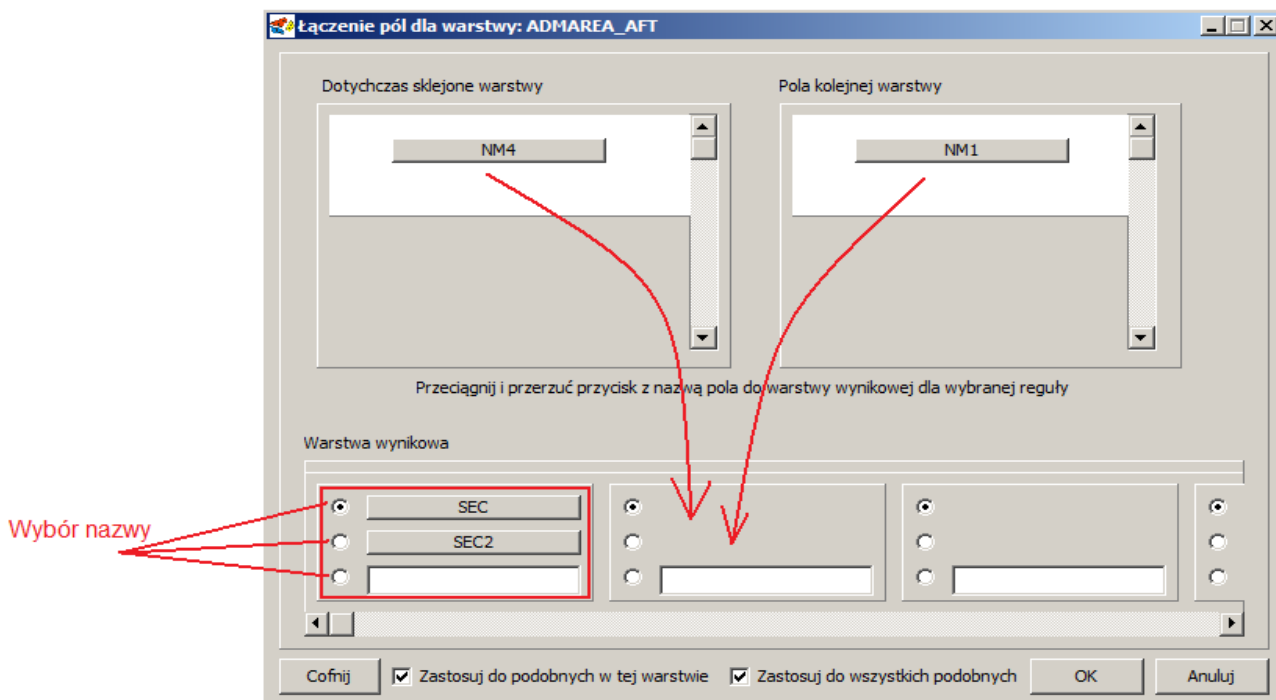 Łączenie pól dla warstwy: ADMAREA_AFT
Dotychczas sklejone warstwy
Pola kolejnej warstwy
NM4
NM1
Przeciągnij i przerzuć przycisk z nazwą pola do warstwy wynikowej dla wybranej reguły
Warstwa wynikowa
Wybór nazwy
SEC
SEC2
Cofnij
Zastosuj do podobnych w tej warstwie
Zastosuj do wszystkich podobnych
OK
Anuluj